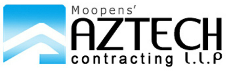 Moopens'
AZTECH
contracting L.L.P